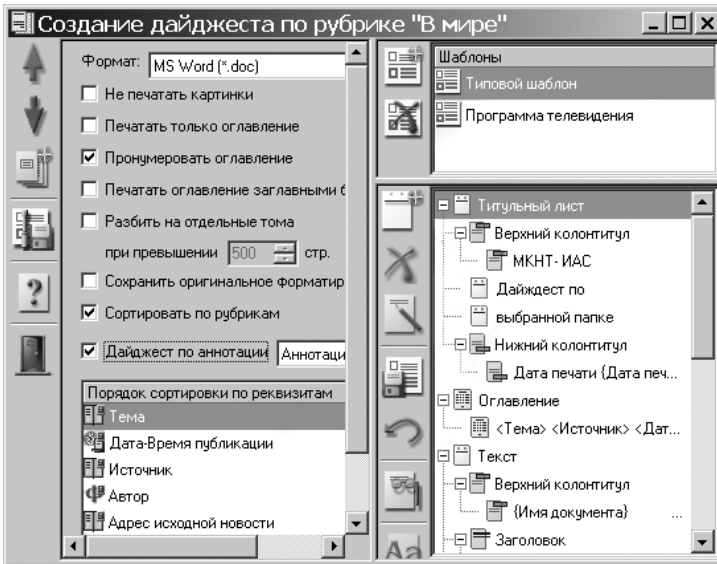 Создание дайджеста по рубрике "В мире"
Формат: MS Word (*.doc)
Не печатать картинки
Печатать только оглавление
Пронумеровать оглавление
Печатать оглавление заглавными б
Разбить на отдельные тома
при превышении 500 стр.
Сохранить оригинальное форматир
Сортировать по рубрикам
Дайджест по аннотации Аннотаци
Порядок сортировки по реквизитам
Тема
Дата-Время публикации
Источник
Автор
Адрес исходной новости
Шаблоны
Типовой шаблон
Программа телевидения
Титульный лист
Верхний колонтитул
МКНТ- ИАС
Дайждест по
выбранной папке
Нижний колонтитул
Дата печати {Дата печ...
Оглавление
<Тема> <Источник> <Дат...
Текст
Верхний колонтитул
{Имя документа} ...
Заголовок
?
Aa